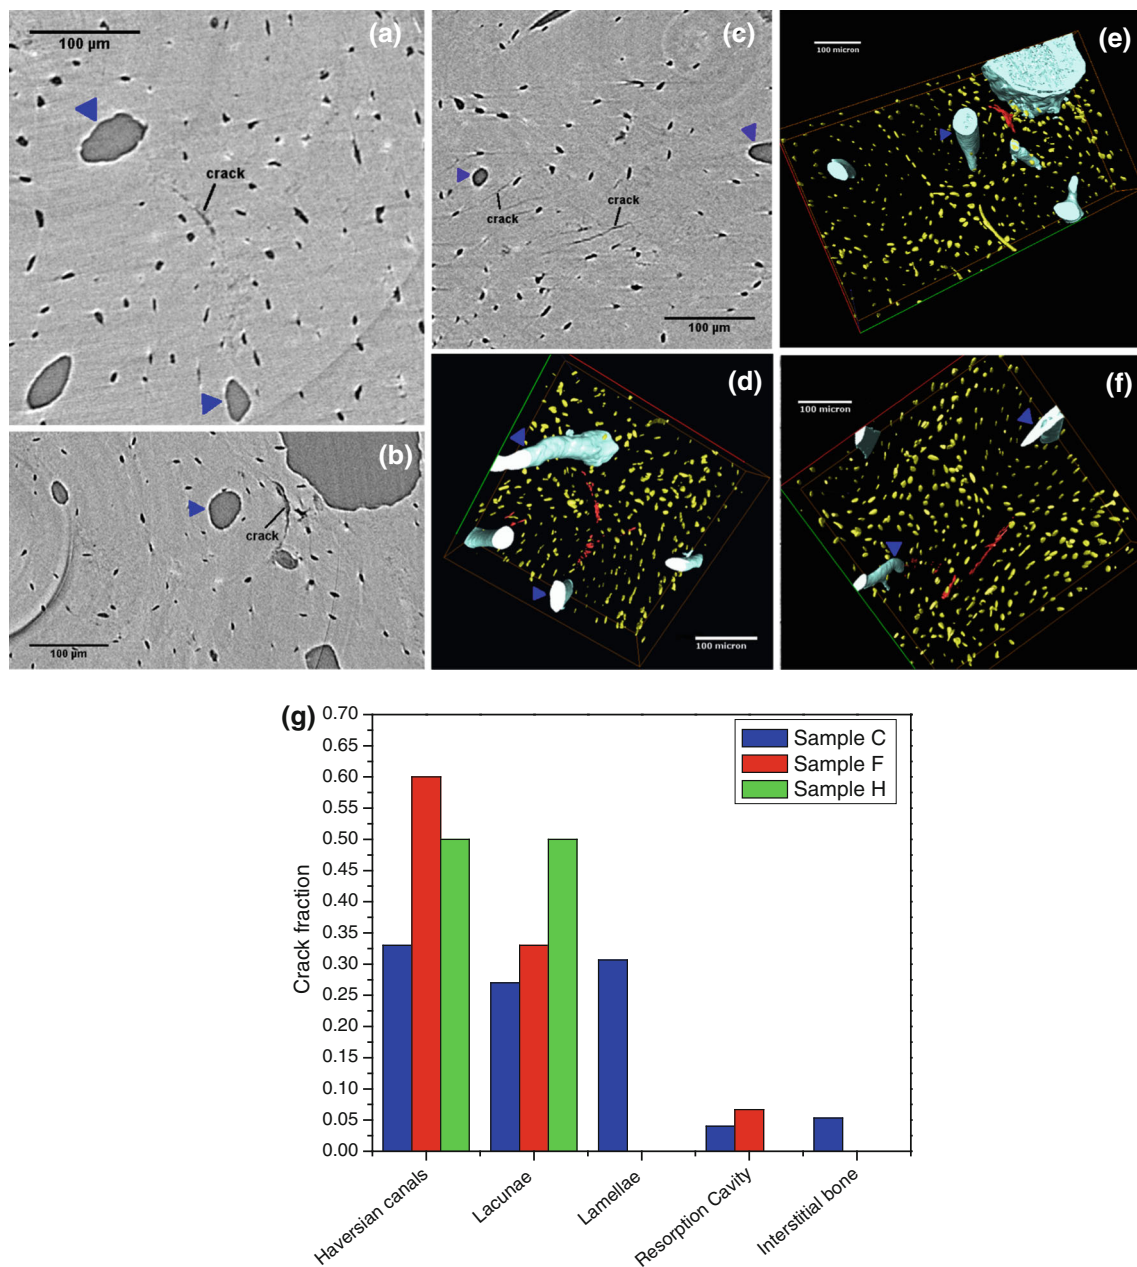 100 µm
(a)
crack
(b)
crack
100 µm
(c)
crack
crack
100 µm
(d)
100 micron
100 micron
(e)
(f)
100 micron
(g)
0.70
0.65
0.60
0.55
0.50
0.45
0.40
0.35
0.30
0.25
0.20
0.15
0.10
0.05
0.00
Crack fraction
Sample C
Sample F
Sample H
Haversian canals
Lacunae
Lamellae
Resorption Cavity
Interstitial bone